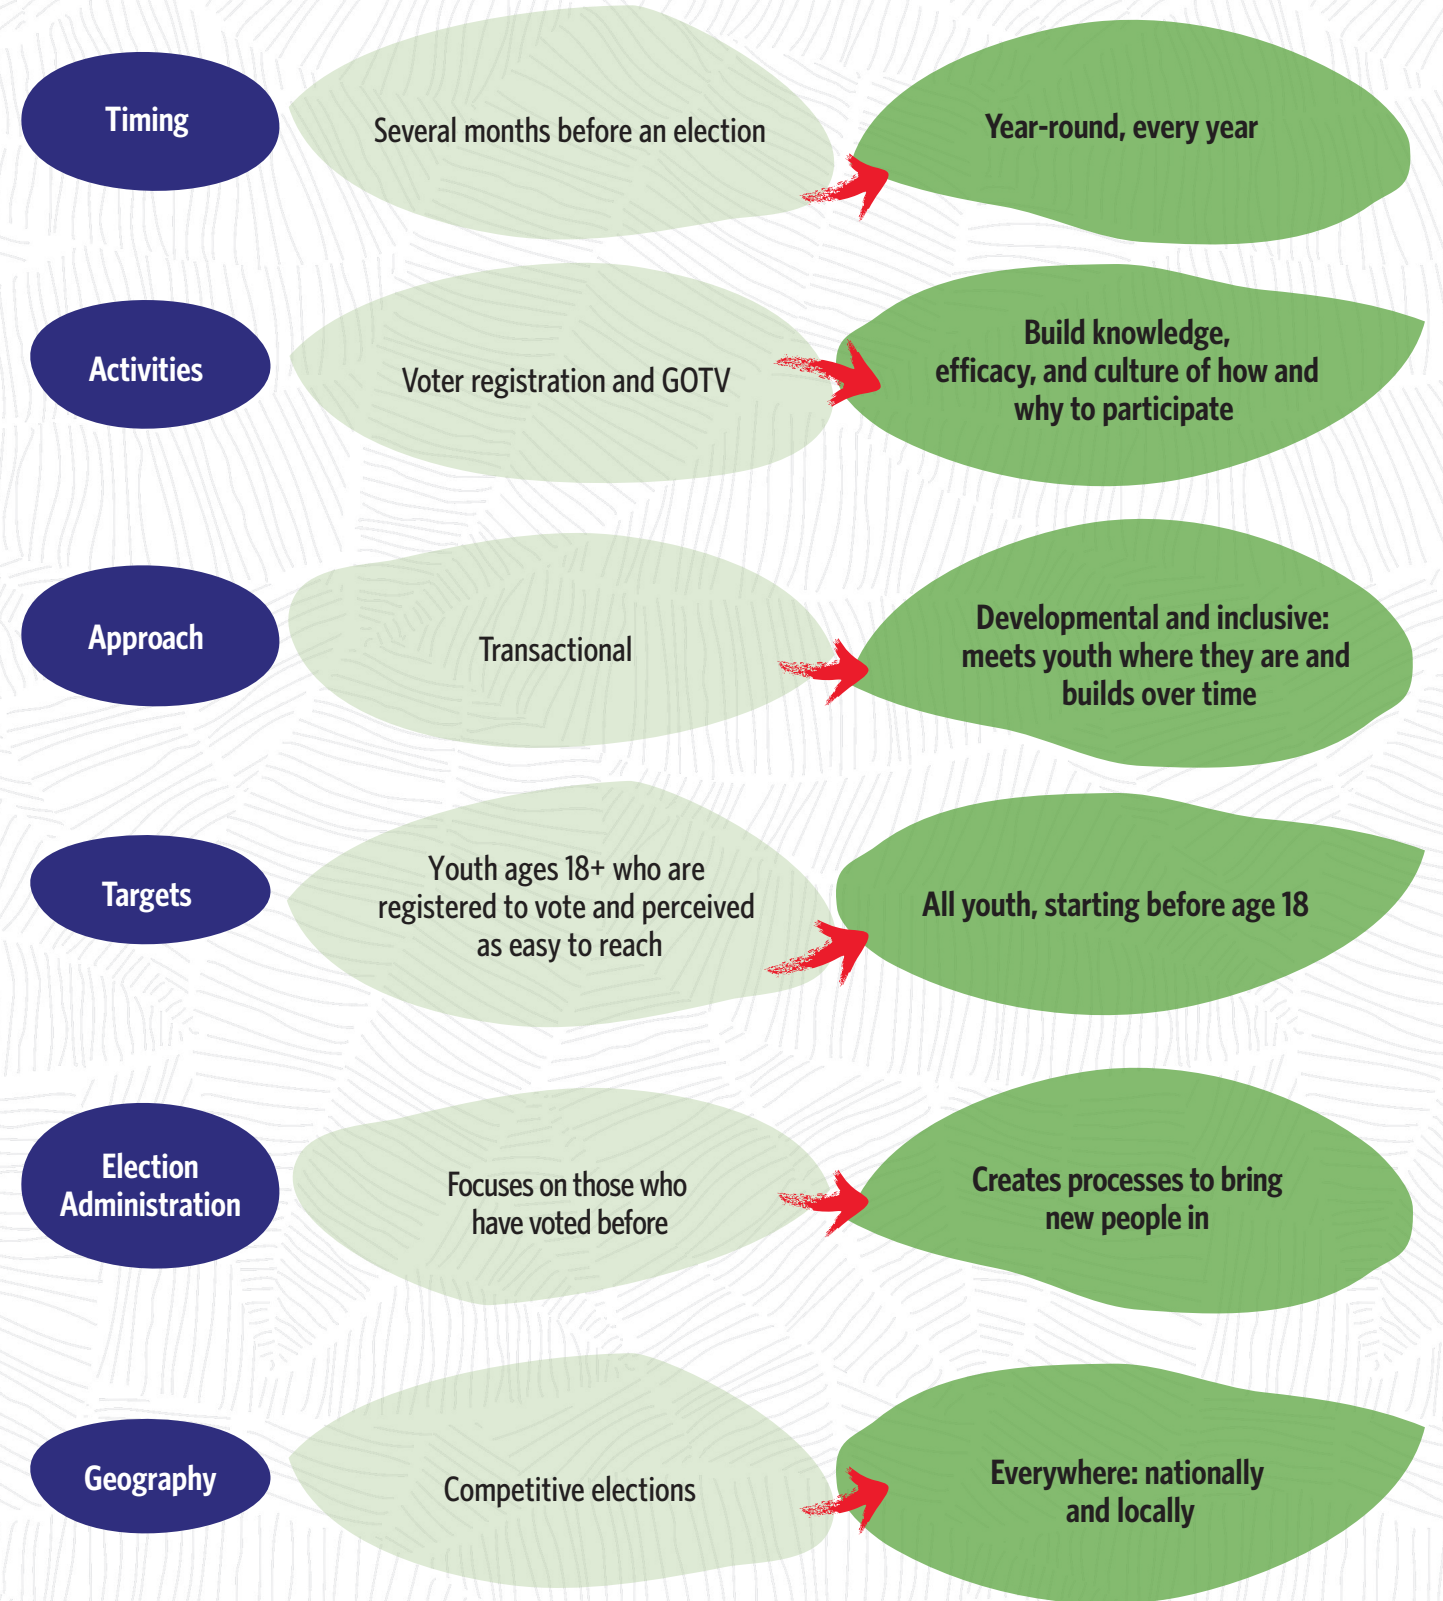 Timing
Several months before an election
Year-round, every year
Activities
Voter registration and GOTV
Build knowledge,
efficacy, and culture of how and
why to participate
Approach
Transactional
Developmental and inclusive:
meets youth where they are and
builds over time
Targets
Youth ages 18+ who are
registered to vote and perceived
as easy to reach
All youth, starting before age 18
Election
Administration
Focuses on those who
have voted before
Creates processes to bring
new people in
Geography
Competitive elections
Everywhere: nationally
and locally